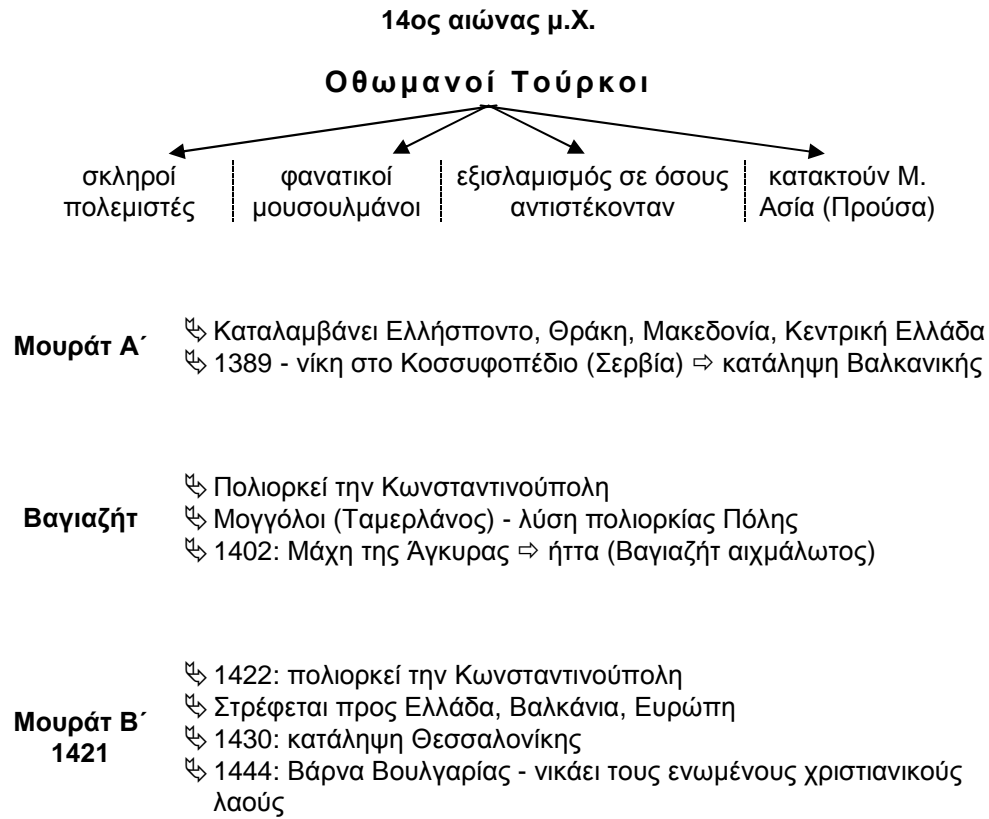 14ος αιώνας μ.Χ.
Οθωμανοί Τούρκοι
σκληροί
πολεμιστές
φανατικοί
μουσουλμάνοι
εξισλαμισμός σε όσους
αντιστέκονταν
κατακτούν Μ.
Ασία (Προύσα)
Μουράτ Α΄
Καταλαμβάνει Ελλήσποντο, Θράκη, Μακεδονία, Κεντρική Ελλάδα
1389 - νίκη στο Κοσσυφοπέδιο (Σερβία) ⇨ κατάληψη Βαλκανικής
Βαγιαζήτ
Πολιορκεί την Κωνσταντινούπολη
Μογγόλοι (Ταμερλάνος) - λύση πολιορκίας Πόλης
1402: Μάχη της Άγκυρας ⇨ ήττα (Βαγιαζήτ αιχμάλωτος)
Μουράτ Β΄
1421
1422: πολιορκεί την Κωνσταντινούπολη
Στρέφεται προς Ελλάδα, Βαλκάνια, Ευρώπη
1430: κατάληψη Θεσσαλονίκης
1444: Βάρνα Βουλγαρίας - νικάει τους ενωμένους χριστιανικούς
λαούς